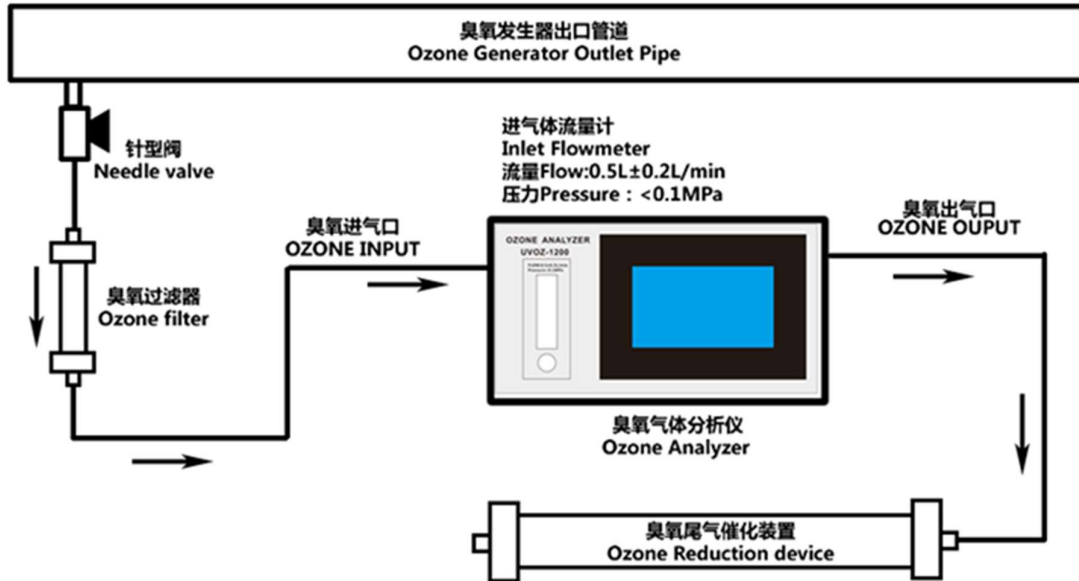 臭氧发生器出口管道
Ozone Generator Outlet Pipe
针型阀
Needle valve
进气体流量计
Inlet Flowmeter
流量Flow:0.5L±0.2L/min
压力Pressure：<0.1MPa
臭氧进气口
OZONE INPUT
臭氧出气口
OZONE OUPUT
OZONE ANALYZER
UVOZ-1200
臭氧过滤器
Ozone filter
臭氧气体分析仪
Ozone Analyzer
臭氧尾气催化装置
Ozone Reduction device